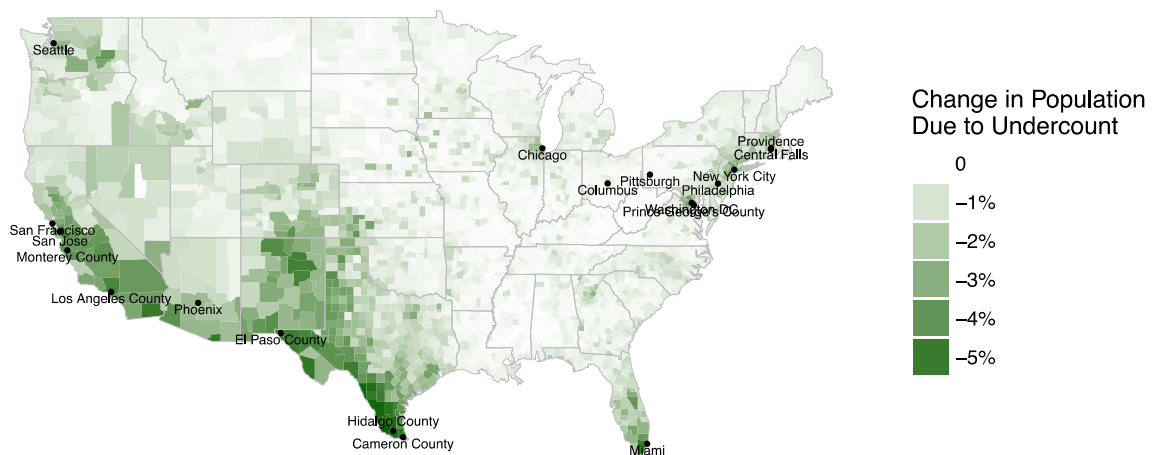 Change in Population
Due to Undercount
0
–1%
–2%
–3%
–4%
–5%
Seattle
Chicago
Providence
Central Falls
New York City
Pittsburgh
Philadelphia
Columbus
Washington DC
Prince George's County
San Francisco
San Jose
Monterey County
Los Angeles County
Phoenix
El Paso County
Hidalgo County
Cameron County
Miami